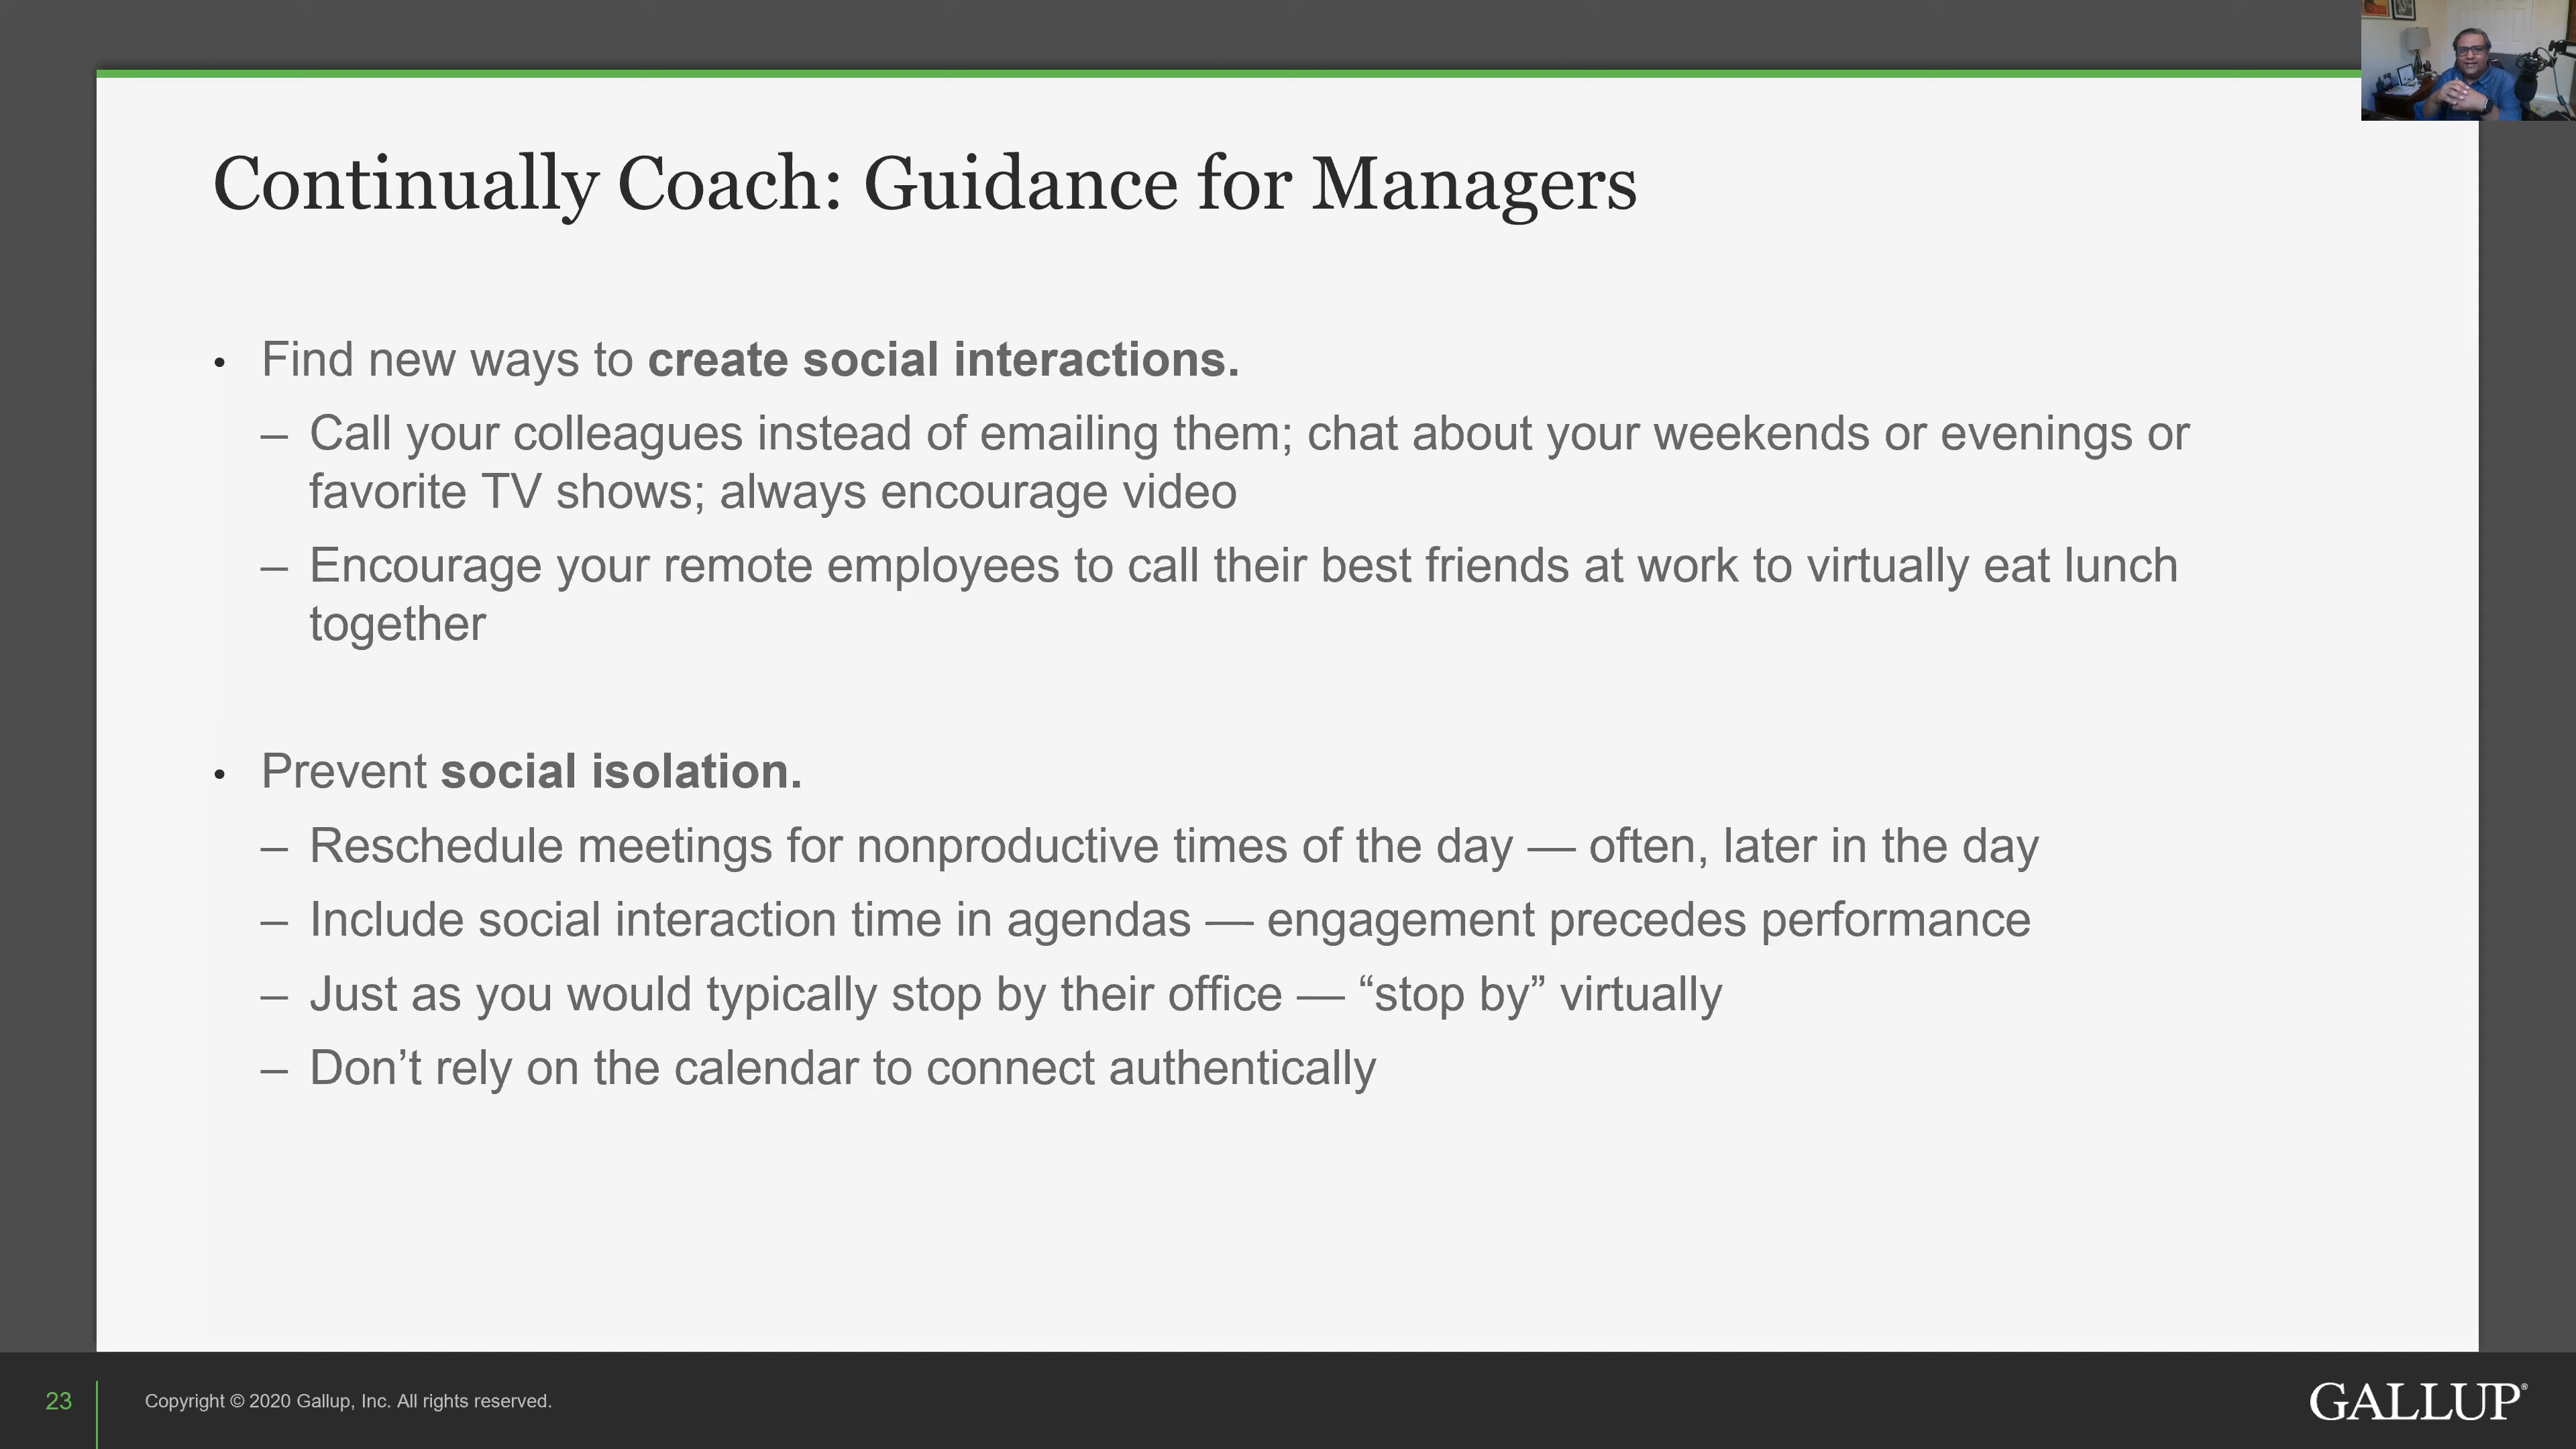 Continually Coach: Guidance for Managers
• Find new ways to create social interactions.
– Call your colleagues instead of emailing them; chat about your weekends or evenings or
favorite TV shows; always encourage video
– Encourage your remote employees to call their best friends at work to virtually eat lunch
together
• Prevent social isolation.
– Reschedule meetings for nonproductive times of the day — often, later in the day
– Include social interaction time in agendas — engagement precedes performance
– Just as you would typically stop by their office — “stop by” virtually
– Don’t rely on the calendar to connect authentically
23
Copyright © 2020 Gallup, Inc. All rights reserved.
GALLUP®